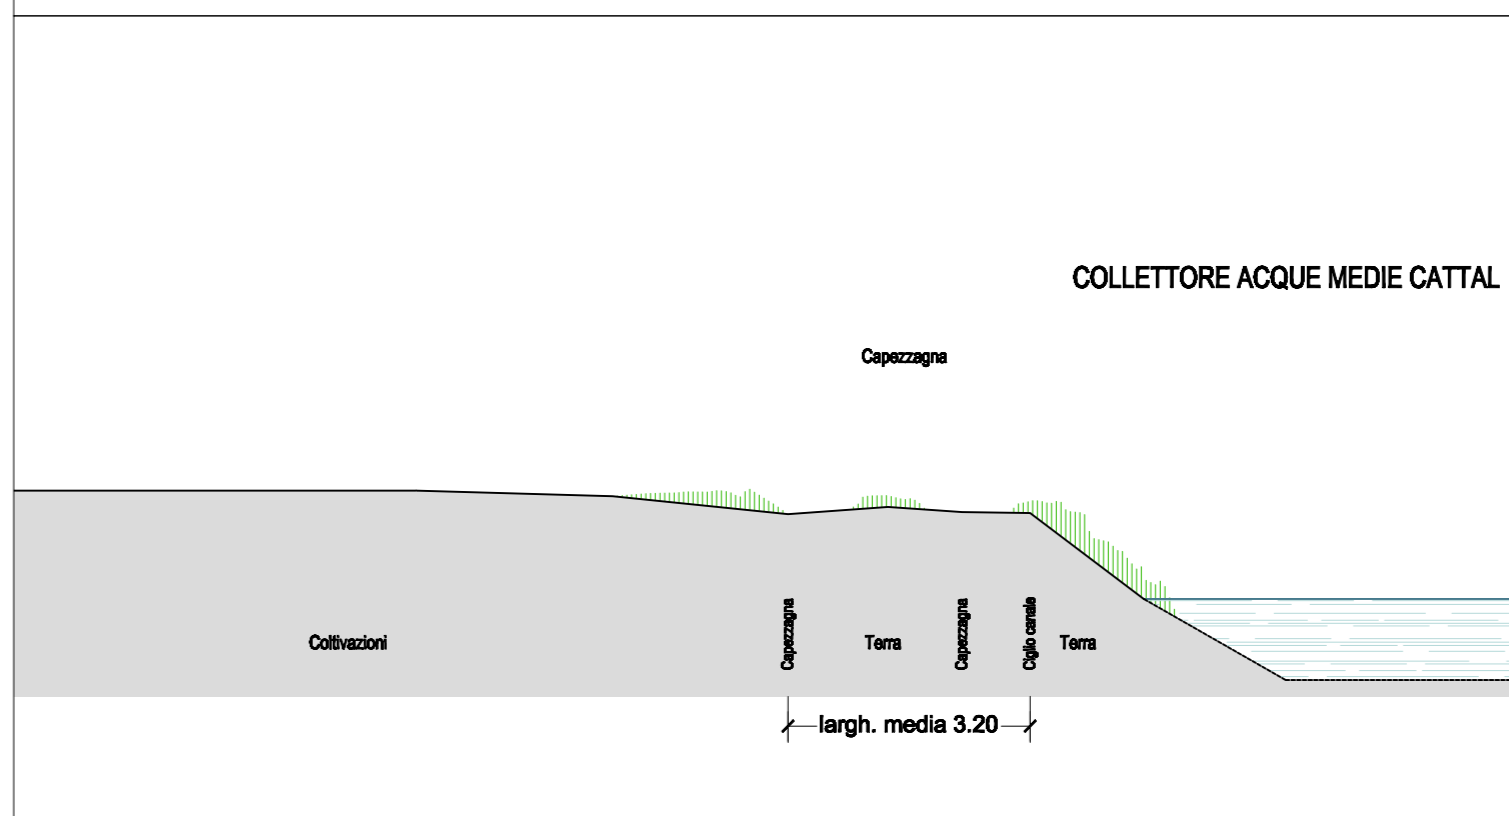 COLLETTORE ACQUE MEDIE CATTAL
Capezzagna
Coltivazioni
Capezzagna
Terra
Capezzagna
Ciglio canale
Terra
largh. media 3.20